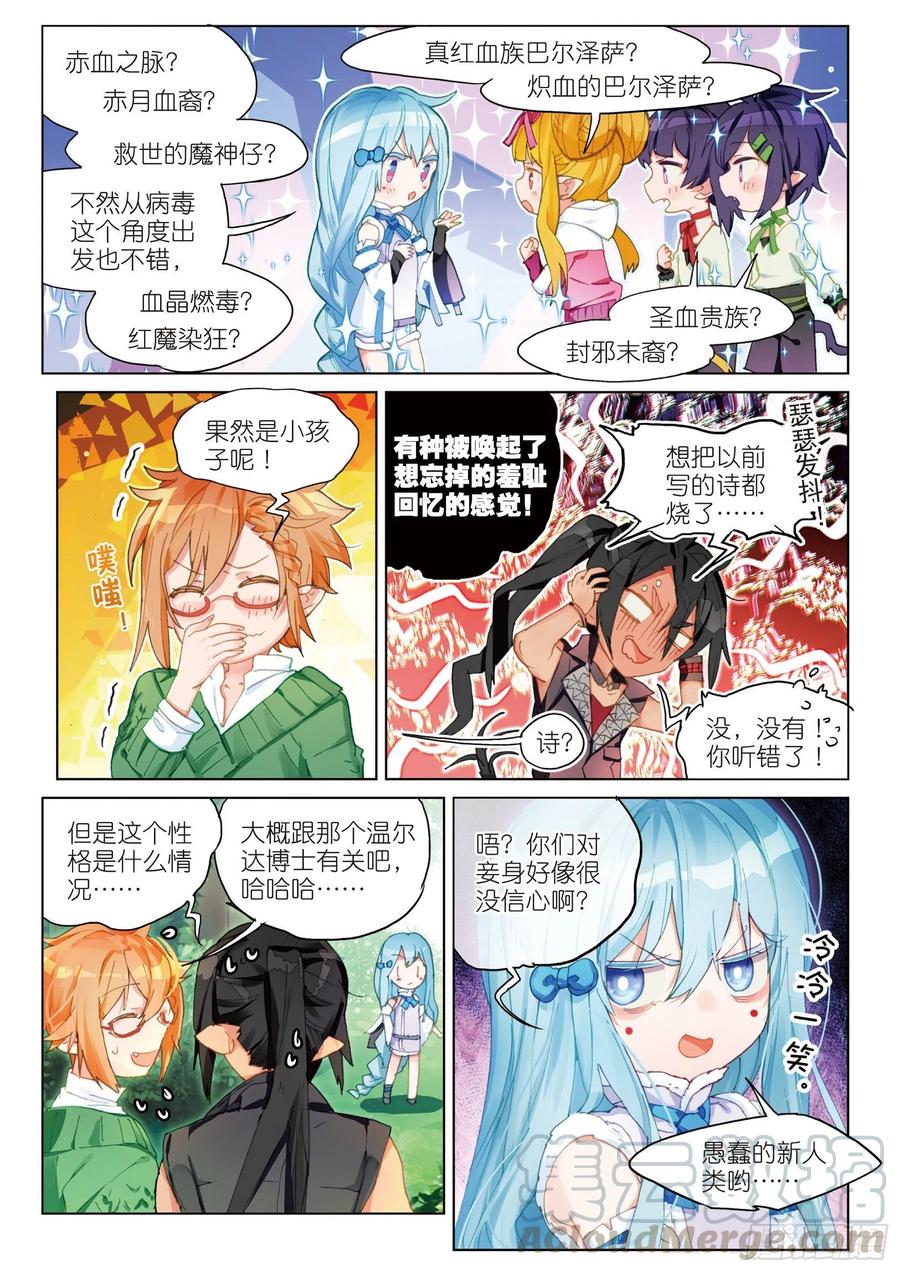 赤血之脉？
赤月血裔？
救世的魔神仔？
不然从病毒
这个角度出
发也不错，
血晶燃毒？
红魔染狂？
真红血族巴尔泽萨？
炽血的巴尔泽萨？
圣血贵族？
封邪末裔？
果然是小孩
子呢！
噗嗤！
有种被唤起了
想忘掉的羞耻
回忆的感觉！
想把以前
写的诗都
烧了……
瑟瑟发抖！
诗？
没，没有！
你听错了！
但是这个性
格是什么情
况……
大概跟那个温尔
达博士有关吧，
哈哈哈……
唔？你们对
妾身好像很
没信心啊？
冷冷一笑。
愚蠢的新人
类哟……
集云数据
ACloudMerge.com